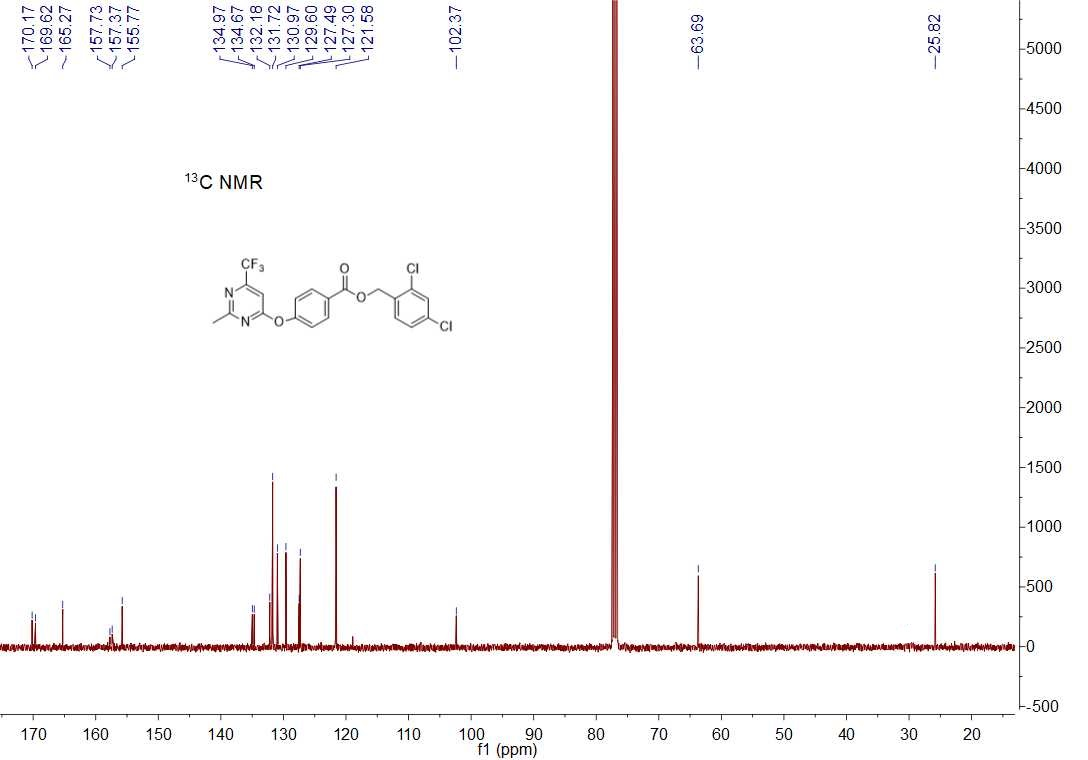 170.17
169.62
165.27
157.73
157.37
155.77
134.97
134.67
132.18
131.72
130.97
129.60
127.49
127.30
121.58
102.37
63.69
25.82
13C NMR
CF3
N
N
O
O
O
Cl
Cl
5000
4500
4000
3500
3000
2500
2000
1500
1000
500
0
-500
170 160 150 140 130 120 110 100 90 80 70 60 50 40 30 20
f1 (ppm)